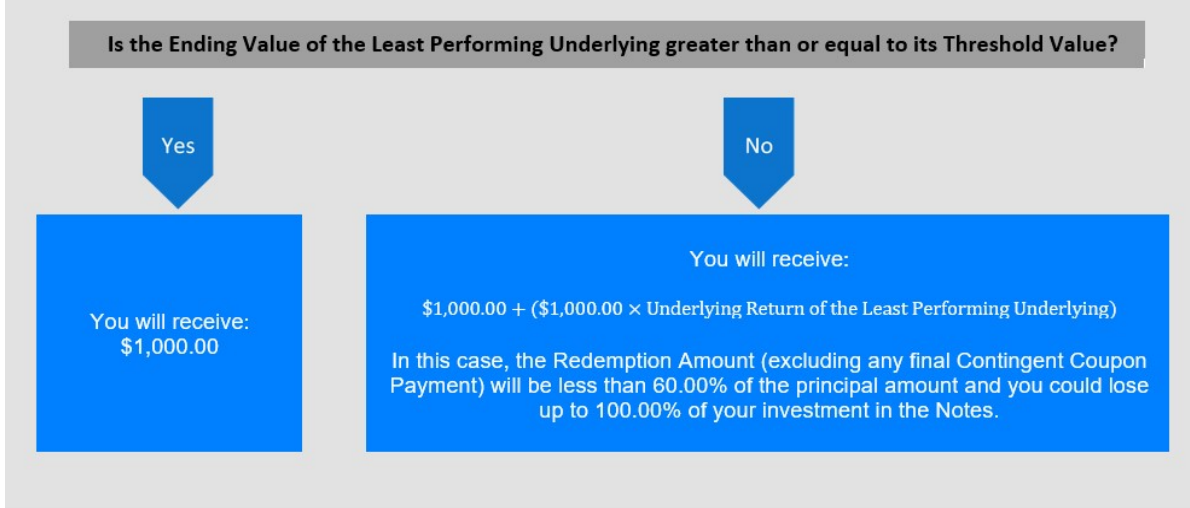 Is the Ending Value of the Least Performing Underlying greater than or equal to its Threshold Value?
Yes
No
You will receive:
$1,000.00
You will receive:
$1,000.00 + ($1,000.00 × Underlying Return of the Least Performing Underlying)
In this case, the Redemption Amount (excluding any final Contingent Coupon
Payment) will be less than 60.00% of the principal amount and you could lose
up to 100.00% of your investment in the Notes.